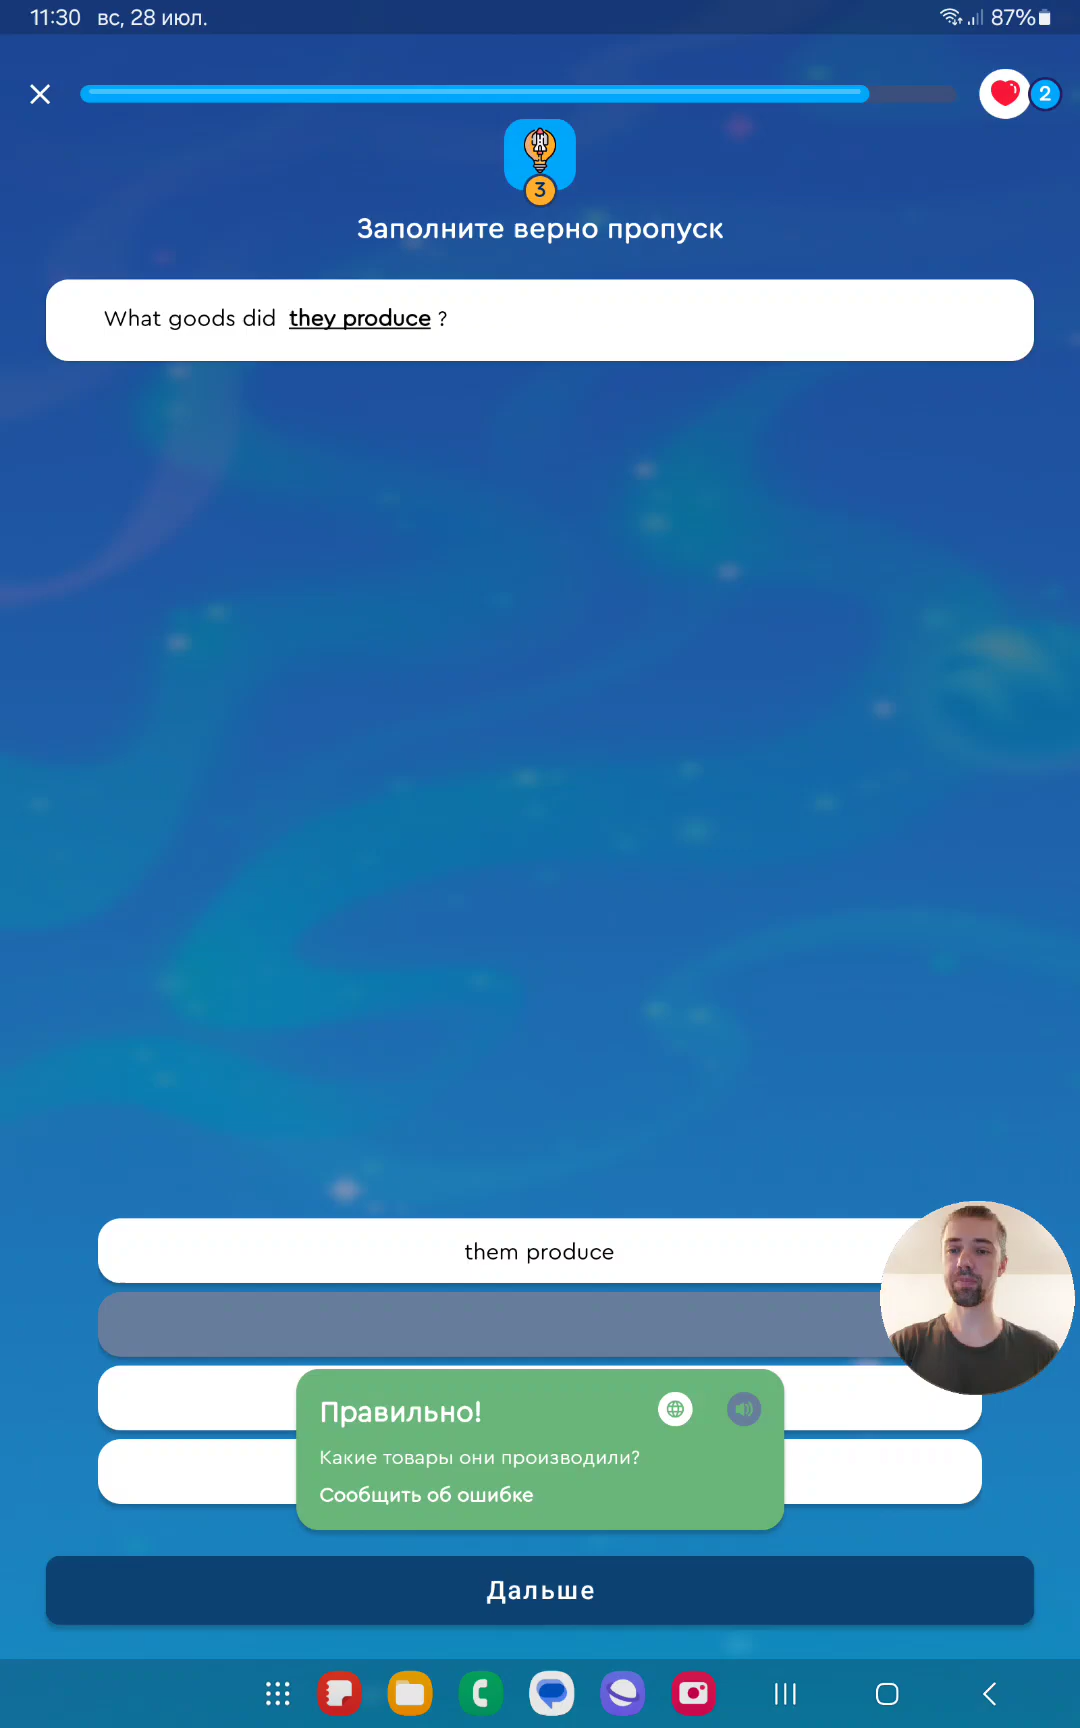 11:30 вс, 28 июл.
87%
2
3
Заполните верно пропуск
What goods did they produce ?
them produce
Правильно!
Какие товары они производили?
Сообщить об ошибке
Дальше